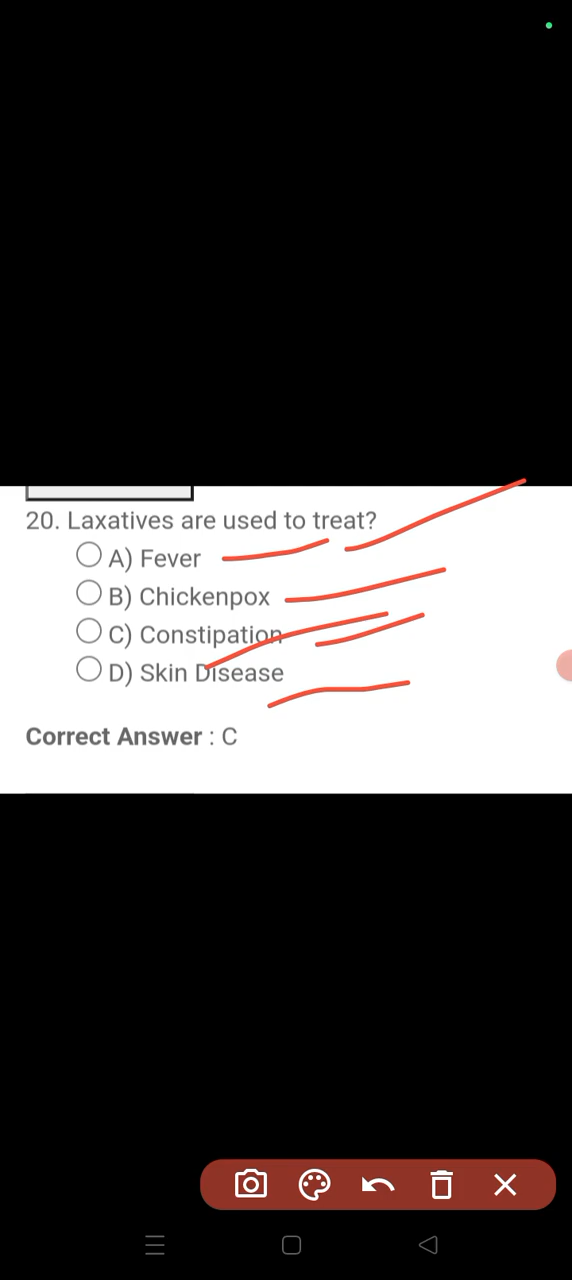 20. Laxatives are used to treat?
A) Fever
B) Chickenpox
C) Constipation
D) Skin Disease
Correct Answer : C